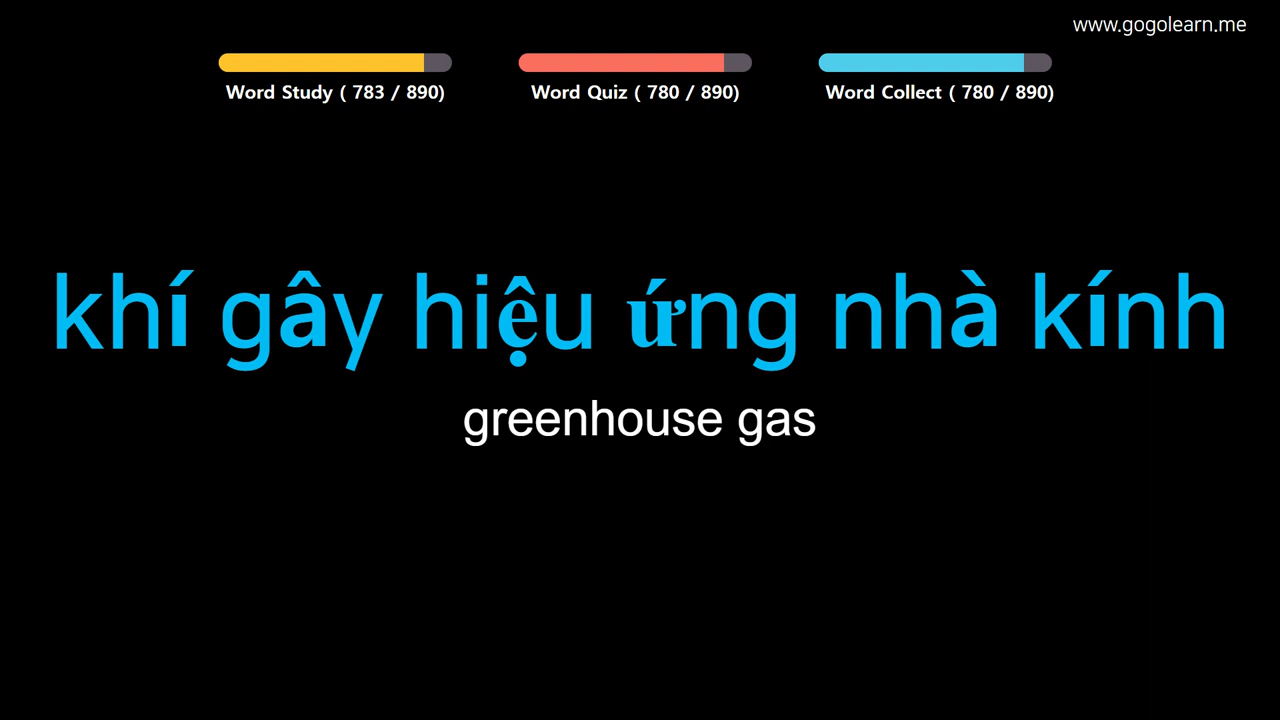 www.gogolearn.me
Word Study ( 783 / 890)
Word Quiz ( 780 / 890)
Word Collect ( 780 / 890)
khí gây hiệu ứng nhà kính
greenhouse gas